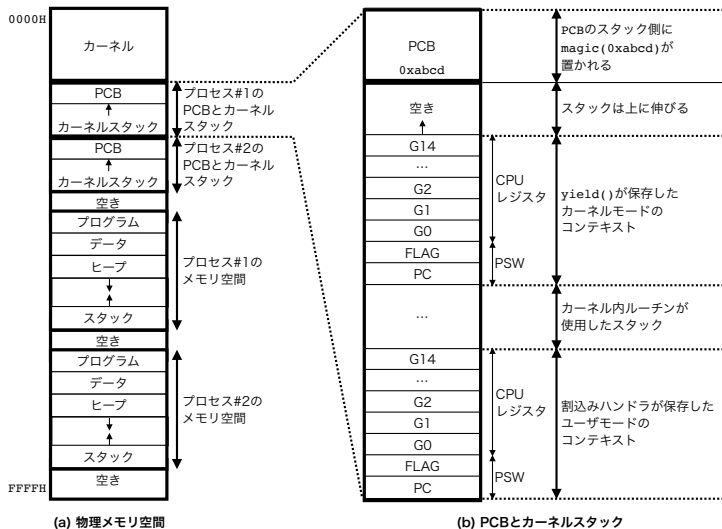 0000H
カーネル
PCB
カーネルスタック
PCB
カーネルスタック
空き
プログラム
データ
ヒープ
スタック
空き
プログラム
データ
ヒープ
スタック
空き
FFFFH
プロセス#1の
PCBとカーネル
スタック
プロセス#2の
PCBとカーネル
スタック
プロセス#1の
メモリ空間
プロセス#2の
メモリ空間
(a) 物理メモリ空間
PCB
0xabcd
空き
G14
…
G2
G1
G0
FLAG
PC
…
G14
…
G2
G1
G0
FLAG
PC
CPU
レジスタ
PSW
CPU
レジスタ
PSW
PCBのスタック側に
magic(0xabcd)が
置かれる
スタックは上に伸びる
yield()が保存した
カーネルモードの
コンテキスト
カーネル内ルーチンが
使用したスタック
割込みハンドラが保存した
ユーザモードの
コンテキスト
(b) PCBとカーネルスタック